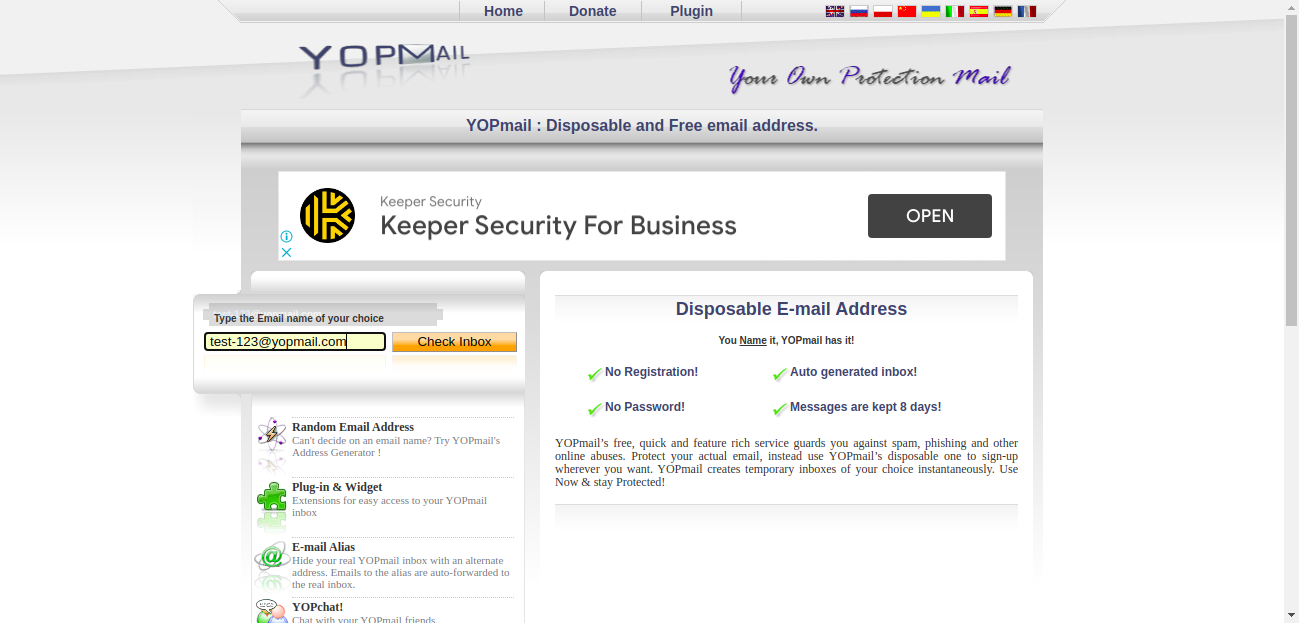 Home Donate Plugin
YOPMAIL
Your Own Protection Mail
YOPmail : Disposable and Free email address.
Keeper Security
Keeper Security For Business
OPEN
Type the Email name of your choice
test-123@yopmail.com
Check Inbox
Random Email Address
Can't decide on an email name? Try YOPmail's
Address Generator !
Plug-in & Widget
Extensions for easy access to your YOPmail
inbox
E-mail Alias
Hide your real YOPmail inbox with an alternate
address. Emails to the alias are auto-forwarded to
the real inbox.
YOPchat!
Chat with your YOPmail friends.
Disposable E-mail Address
You Name it, YOPmail has it!
No Registration! Auto generated inbox!
No Password! Messages are kept 8 days!
YOPmail’s free, quick and feature rich service guards you against spam, phishing and other
online abuses. Protect your actual email, instead use YOPmail’s disposable one to sign-up
wherever you want. YOPmail creates temporary inboxes of your choice instantaneously. Use
Now & stay Protected!